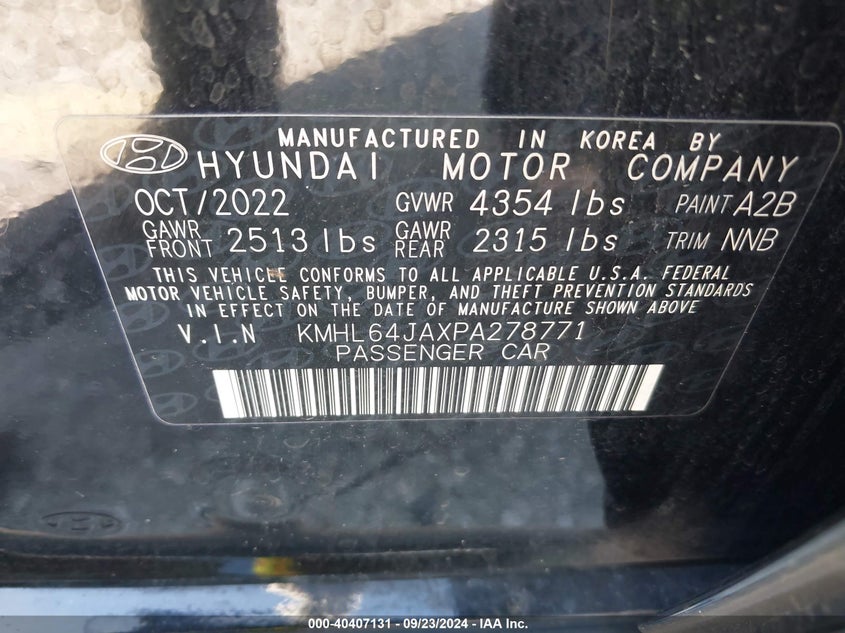 MANUFACTURED IN KOREA BY
HYUNDAI MOTOR COMPANY
OCT/2022 GVWR 4354 lbs PAINT A2B
GAWR FRONT 2513 lbs GAWR REAR 2315 lbs TRIM NNB
THIS VEHICLE CONFORMS TO ALL APPLICABLE U.S.A. FEDERAL
MOTOR VEHICLE SAFETY, BUMPER, AND THEFT PREVENTION STANDARDS
IN EFFECT ON THE DATE OF MANUFACTURE SHOWN ABOVE
V.I.N KMHL64JAXPA278771
PASSENGER CAR
000-40407131 - 09/23/2024 - IAA Inc.